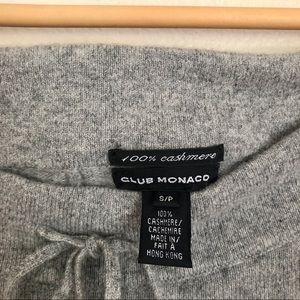 100% cashmere
CLUB MONACO
S/P
100%
CASHMERE/
CACHEMIRE
MADE IN/
FAIT À
HONG KONG